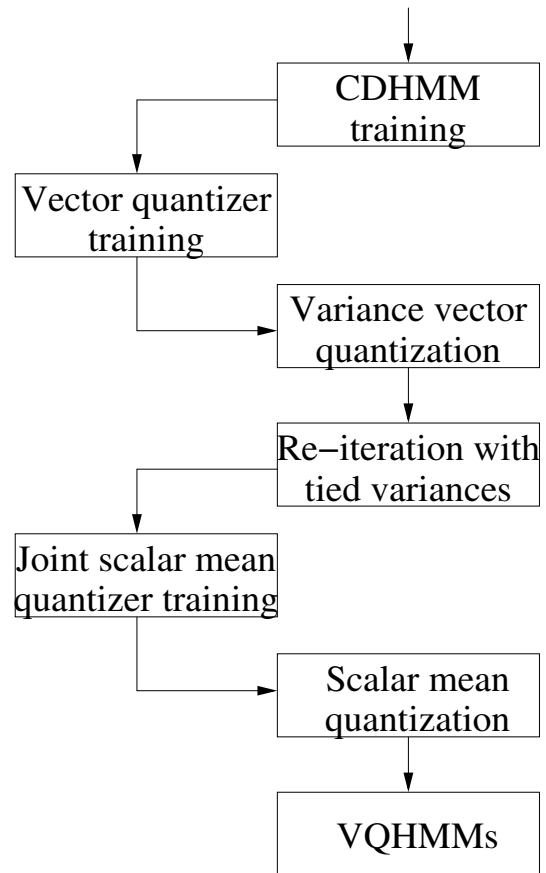 CDHMM
training
Vector quantizer
training
Variance vector
quantization
Re−iteration with
tied variances
Joint scalar mean
quantizer training
Scalar mean
quantization
VQHMMs